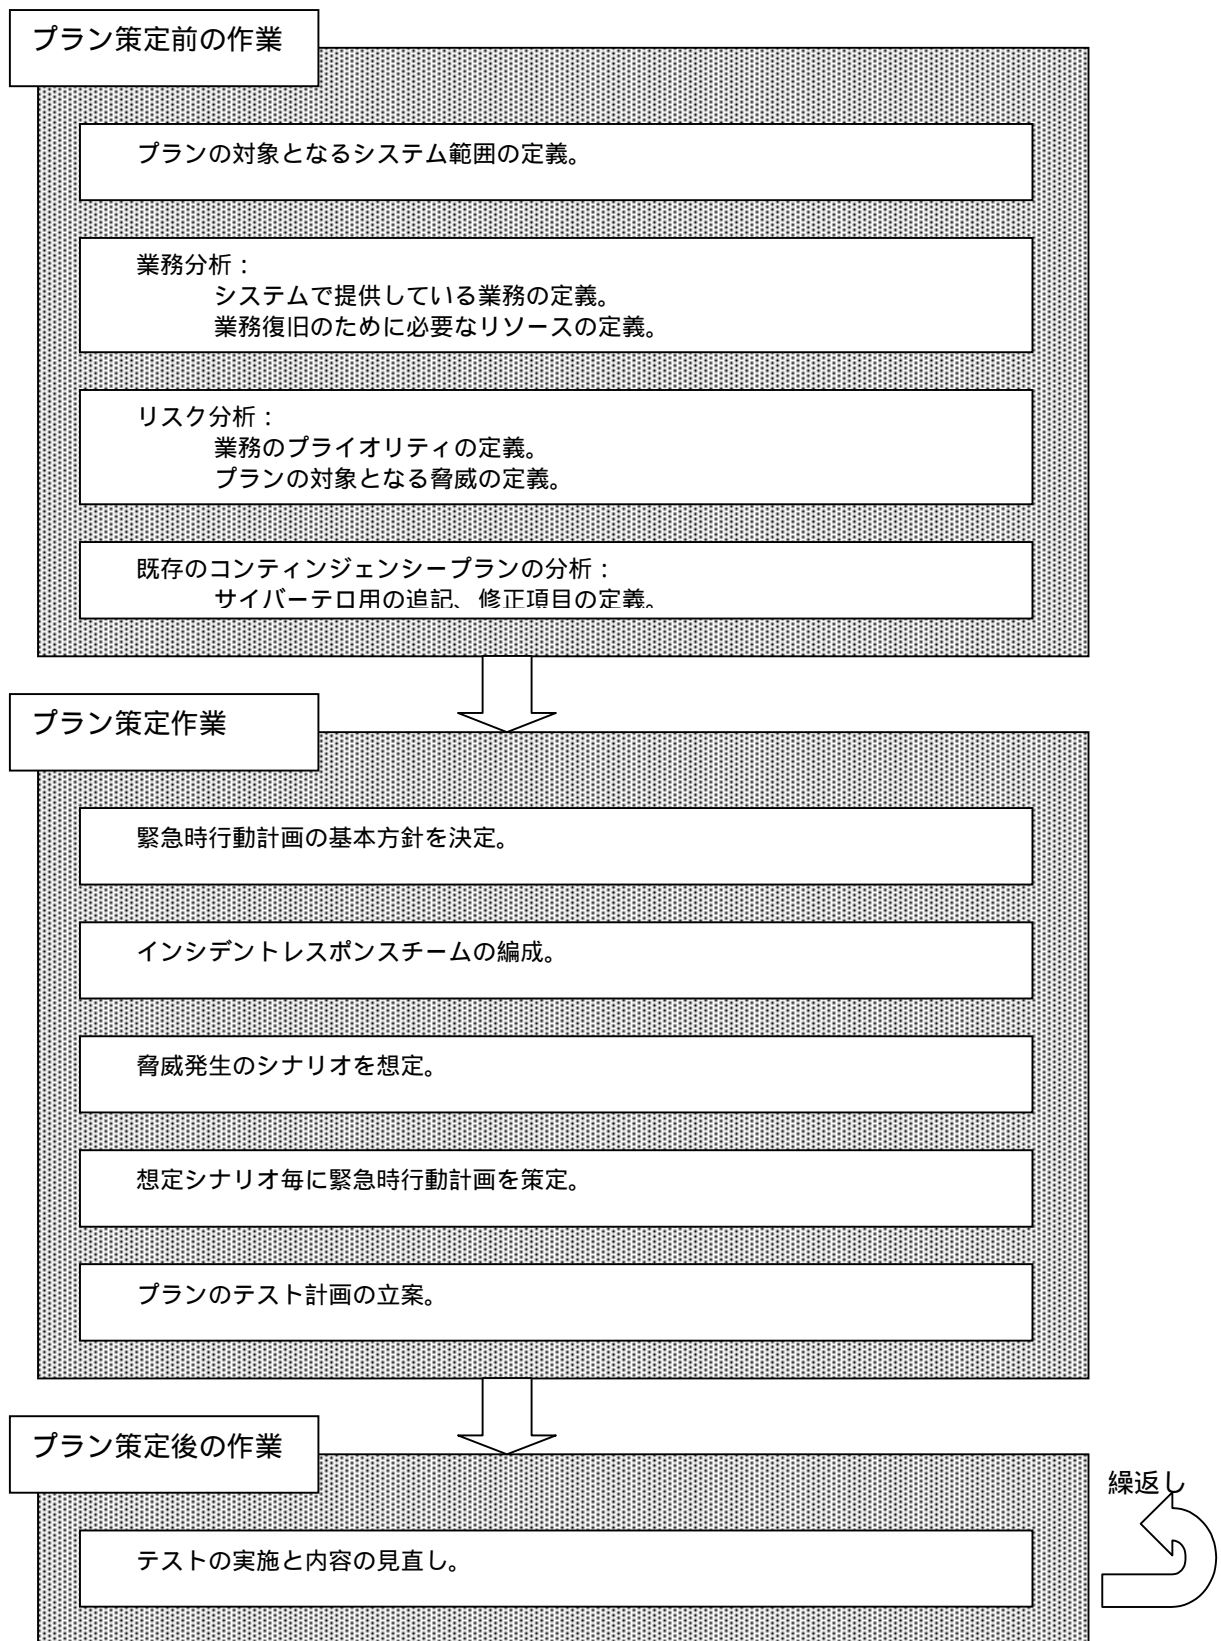 プラン策定前の作業
プランの対象となるシステム範囲の定義。
業務分析：
システムで提供している業務の定義。
業務復旧のために必要なリソースの定義。
リスク分析：
業務のプライオリティの定義。
プランの対象となる脅威の定義。
既存のコンティンジェンシープランの分析：
サイバーテロ用の追記、修正項目の定義。
プラン策定作業
緊急時行動計画の基本方針を決定。
インシデントレスポンスチームの編成。
脅威発生のシナリオを想定。
想定シナリオ毎に緊急時行動計画を策定。
プランのテスト計画の立案。
プラン策定後の作業
繰返し
テストの実施と内容の見直し。